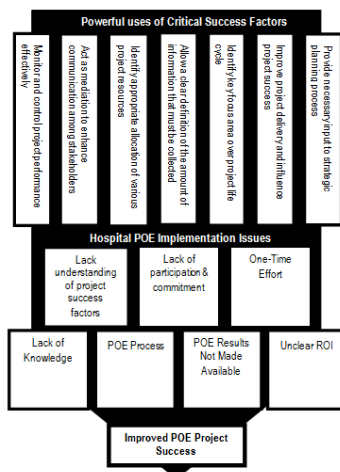 Powerful uses of Critical Success Factors
Monitor and control project performance
effectively
Act as mediation to enhance
communication among stakeholders
Identify appropriate allocation of various
project resources
Allow a clear definition of the amount of
information that must be collected
Identify key focus area over project life
cycle
Improve project delivery and influence
project success
Provide necessary input to strategic
planning process
Hospital POE Implementation Issues
Lack
understanding
of project
success
factors
Lack of
participation &
commitment
One-Time
Effort
Lack of
Knowledge
POE Process
POE Results
Not Made
Available
Unclear ROI
Improved POE Project
Success